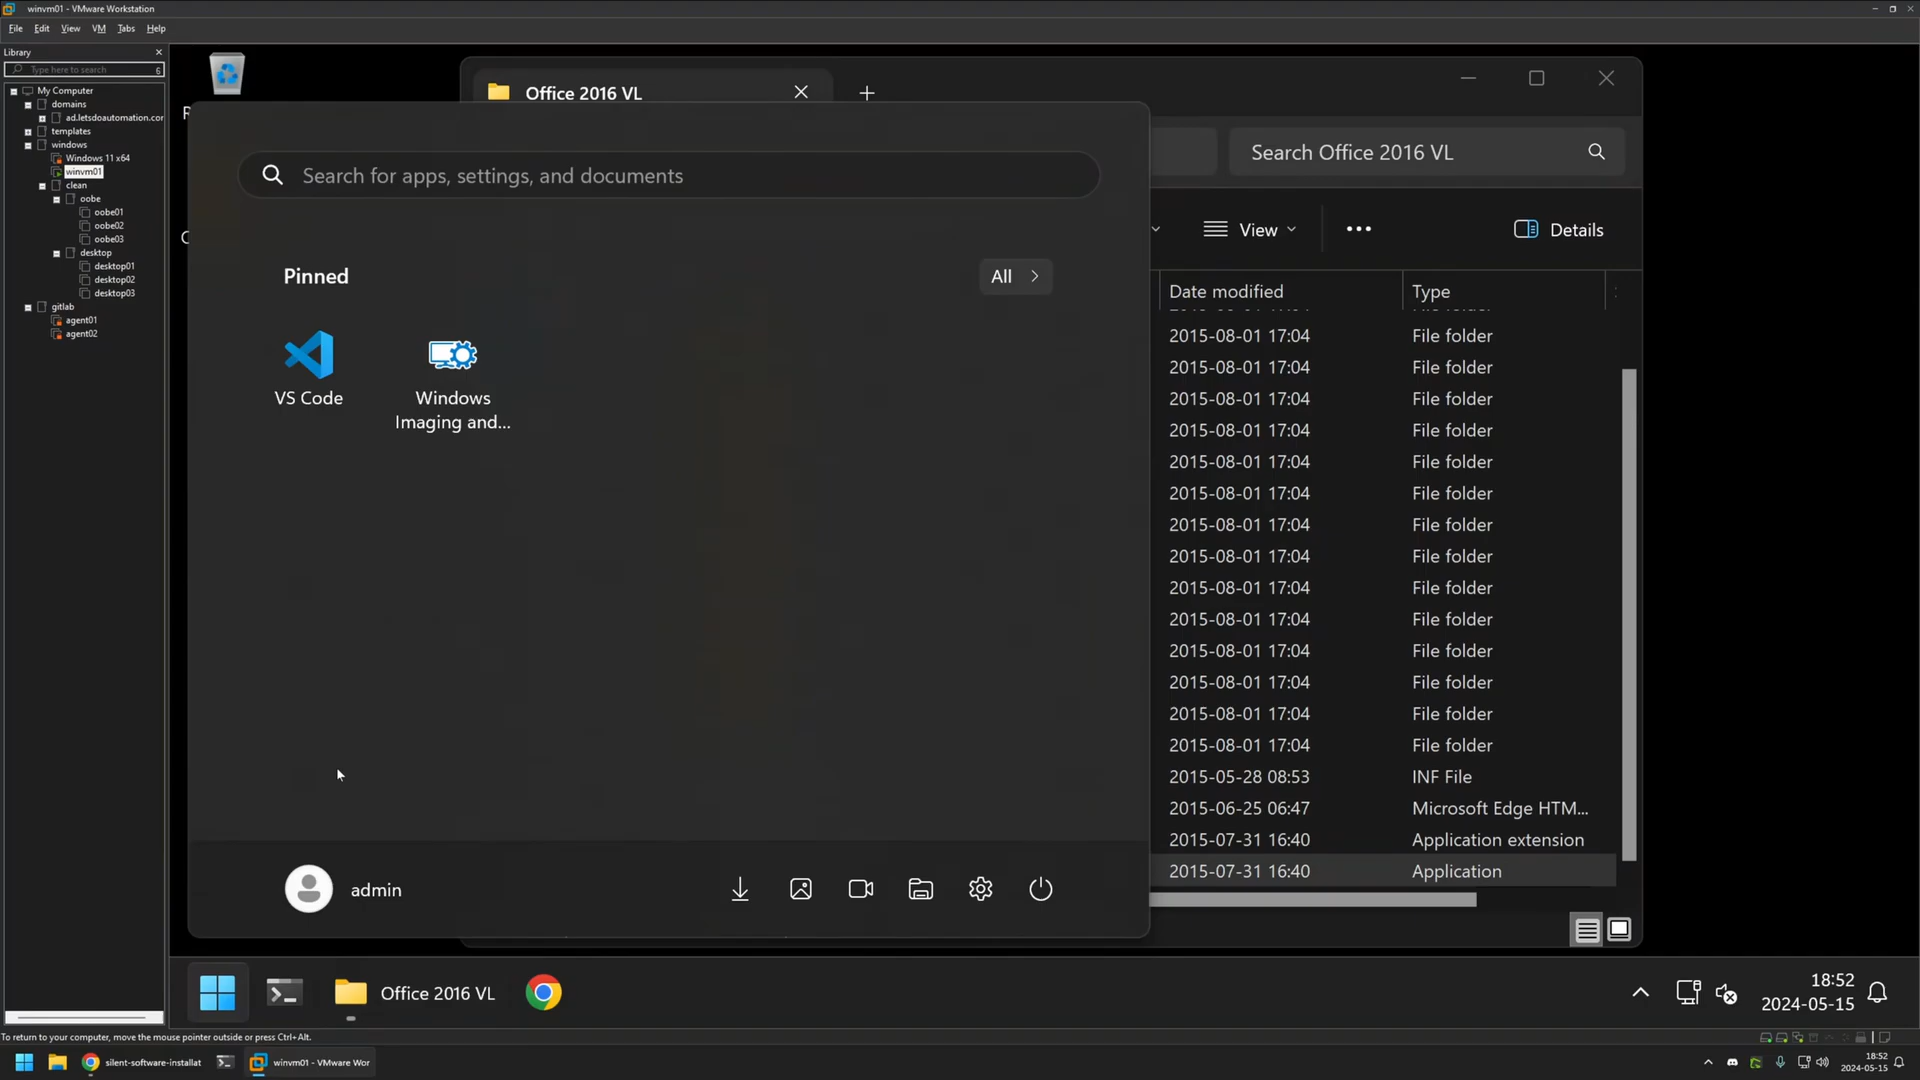 winvm01 - VMware Workstation
File Edit View VM Tabs Help
Library
Type here to search
My Computer
domains
ad.letsdoautomation.cor
templates
windows
Windows 11 x64
winvm01
clean
oobe
oobe01
oobe02
oobe03
desktop
desktop01
desktop02
desktop03
gitlab
agent01
agent02
Office 2016 VL
Search for apps, settings, and documents
Search Office 2016 VL
View
Details
Pinned
All
VS Code
Windows
Imaging and...
Date modified Type
2015-08-01 17:04 File folder
2015-08-01 17:04 File folder
2015-08-01 17:04 File folder
2015-08-01 17:04 File folder
2015-08-01 17:04 File folder
2015-08-01 17:04 File folder
2015-08-01 17:04 File folder
2015-08-01 17:04 File folder
2015-08-01 17:04 File folder
2015-08-01 17:04 File folder
2015-08-01 17:04 File folder
2015-08-01 17:04 File folder
2015-08-01 17:04 File folder
2015-08-01 17:04 File folder
2015-05-28 08:53 INF File
2015-06-25 06:47 Microsoft Edge HTM...
2015-07-31 16:40 Application extension
2015-07-31 16:40 Application
admin
Office 2016 VL
18:52
2024-05-15
To return to your computer, move the mouse pointer outside or press Ctrl+Alt.
silent-software-installat
winvm01 - VMware Wor
18:52
2024-05-15